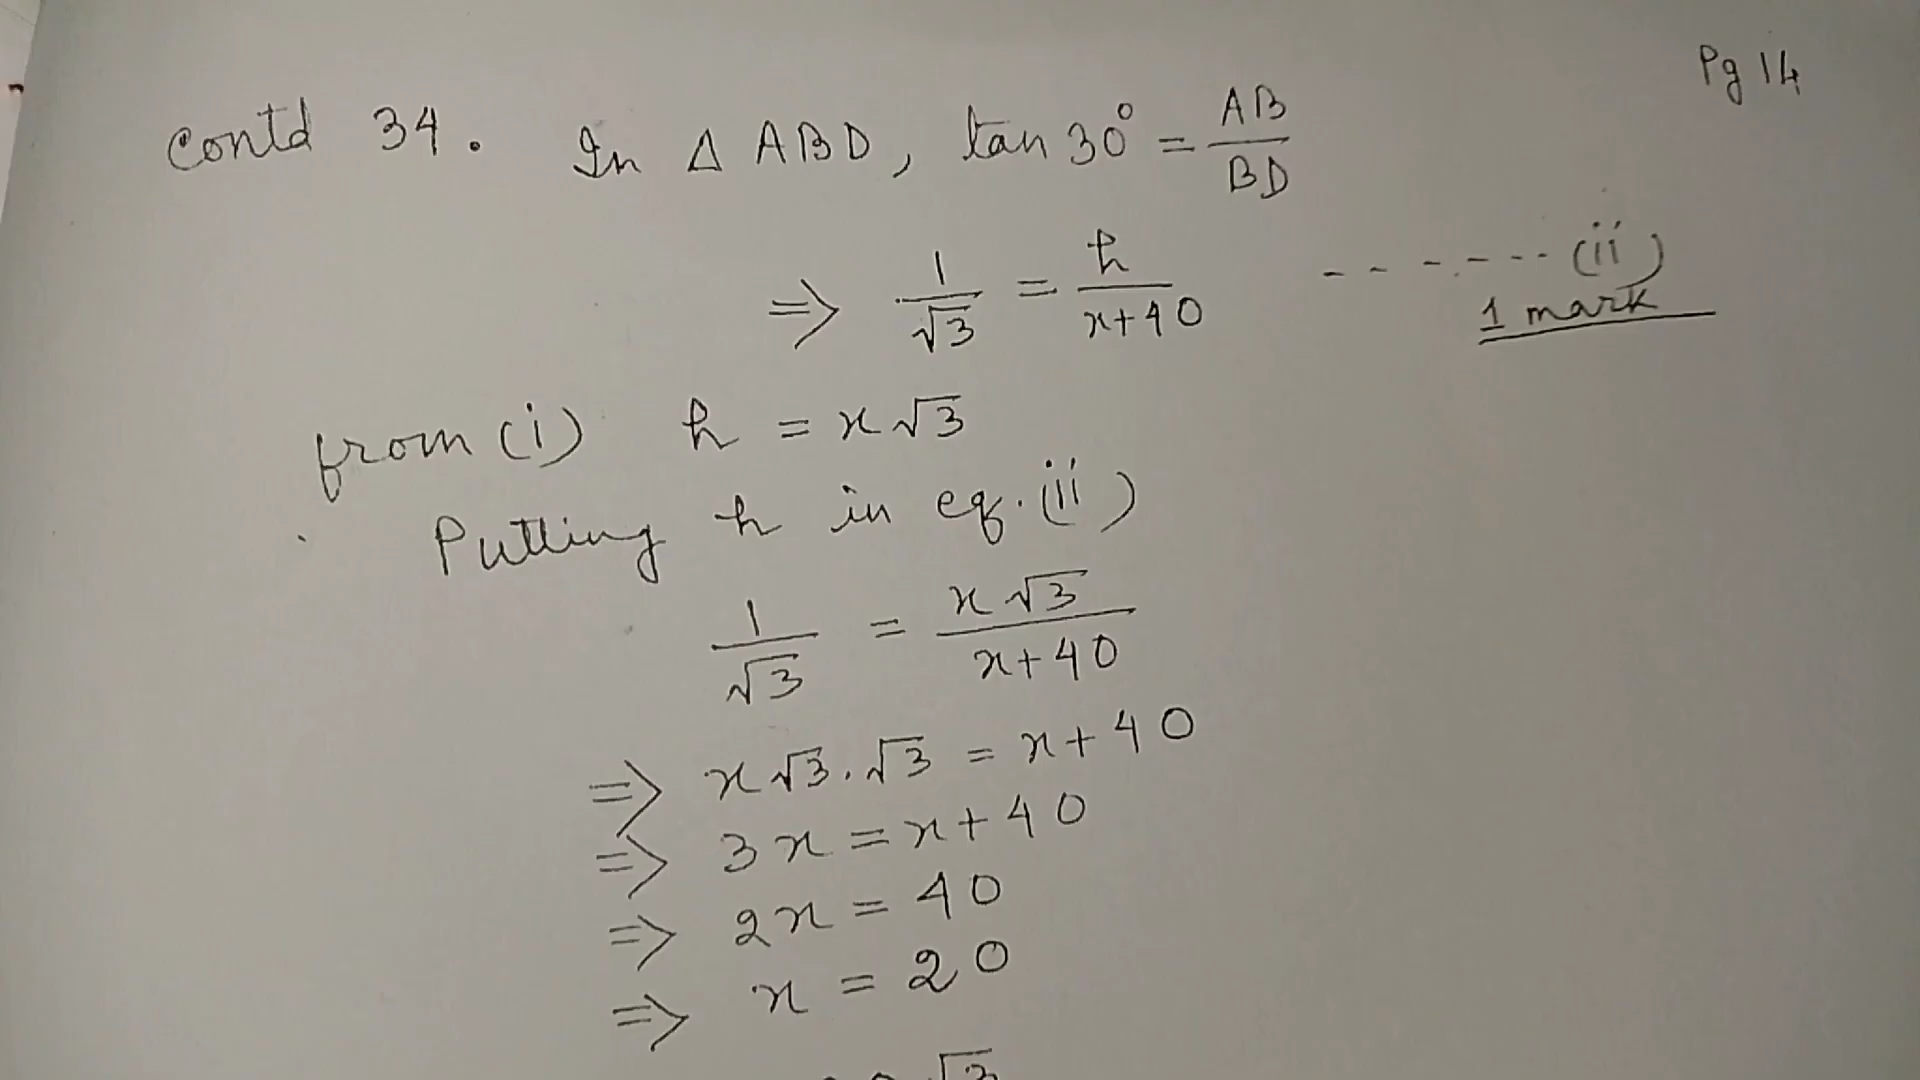 Pg 14
Contd 34. In Δ ABD, tan 30° = AB/BD
⇒ 1/√3 = h/x+40 - - - - - - - (ii)
1 mark
from (i) h = x√3
Putting h in eq. (ii)
1/√3 = x√3/x+40
⇒ x√3.√3 = x+40
⇒ 3x = x+40
⇒ 2x = 40
⇒ x = 20